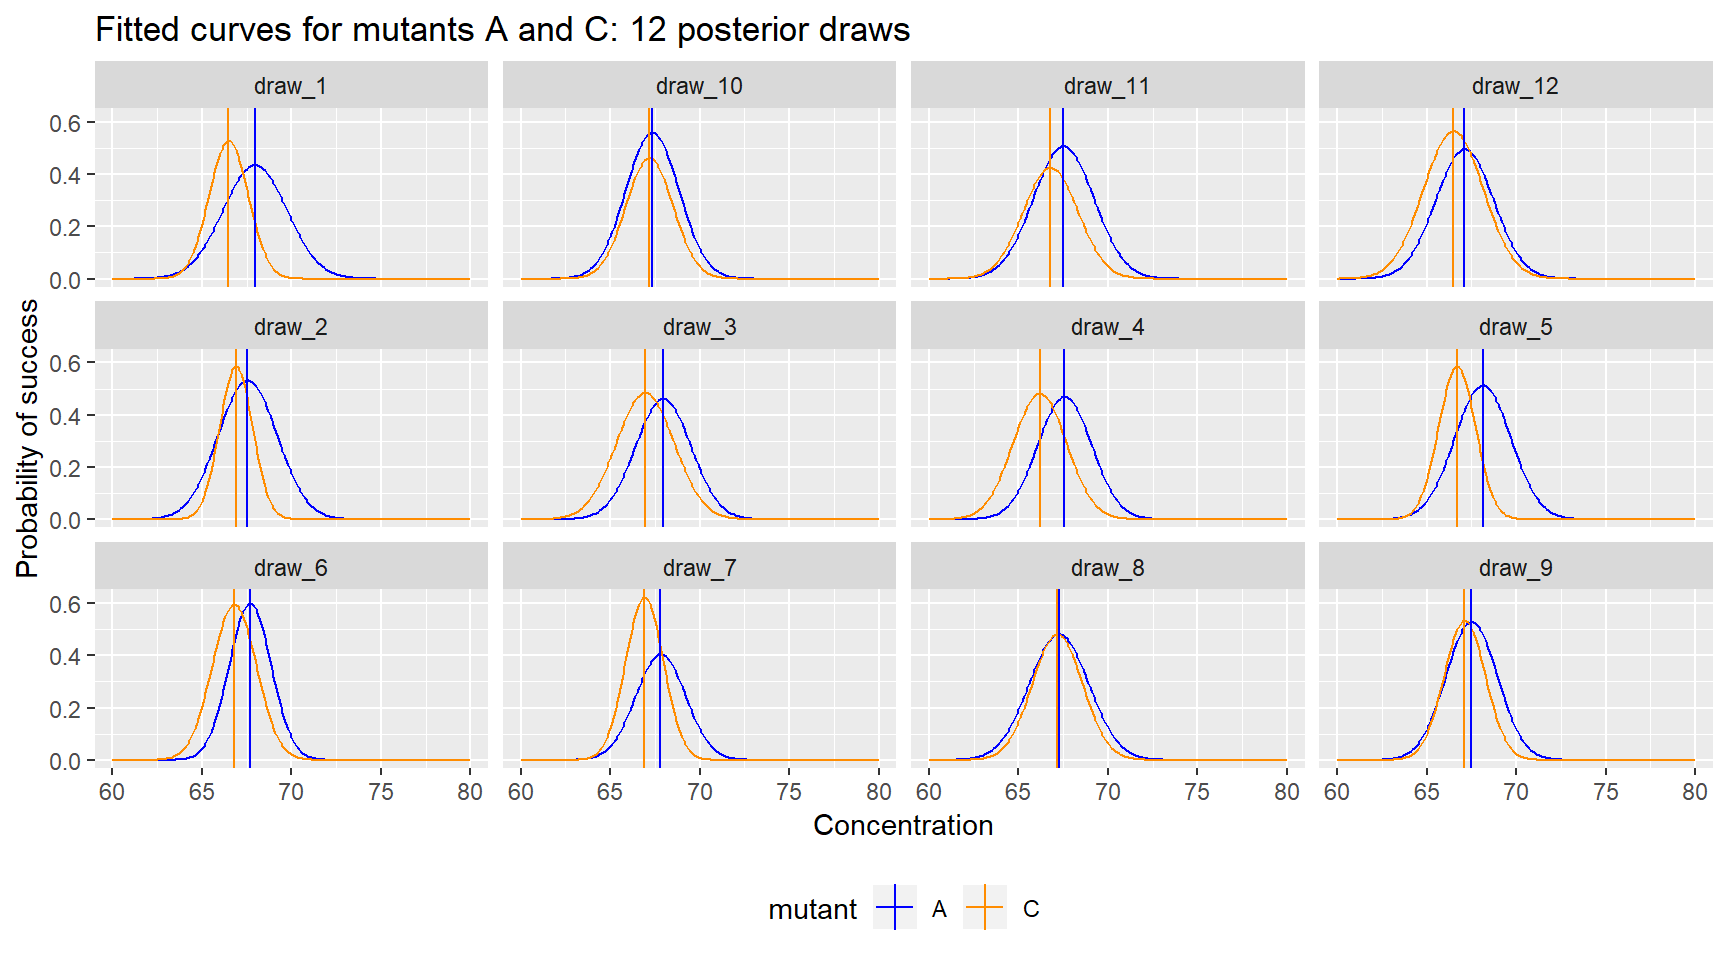 Fitted curves for mutants A and C: 12 posterior draws
draw_1 draw_10 draw_11 draw_12
0.6
0.4
0.2
0.0
draw_2 draw_3 draw_4 draw_5
0.6
0.4
0.2
0.0
draw_6 draw_7 draw_8 draw_9
0.6
0.4
0.2
0.0
60 65 70 75 80 60 65 70 75 80 60 65 70 75 80 60 65 70 75 80
Probability of success
Concentration
mutant A C